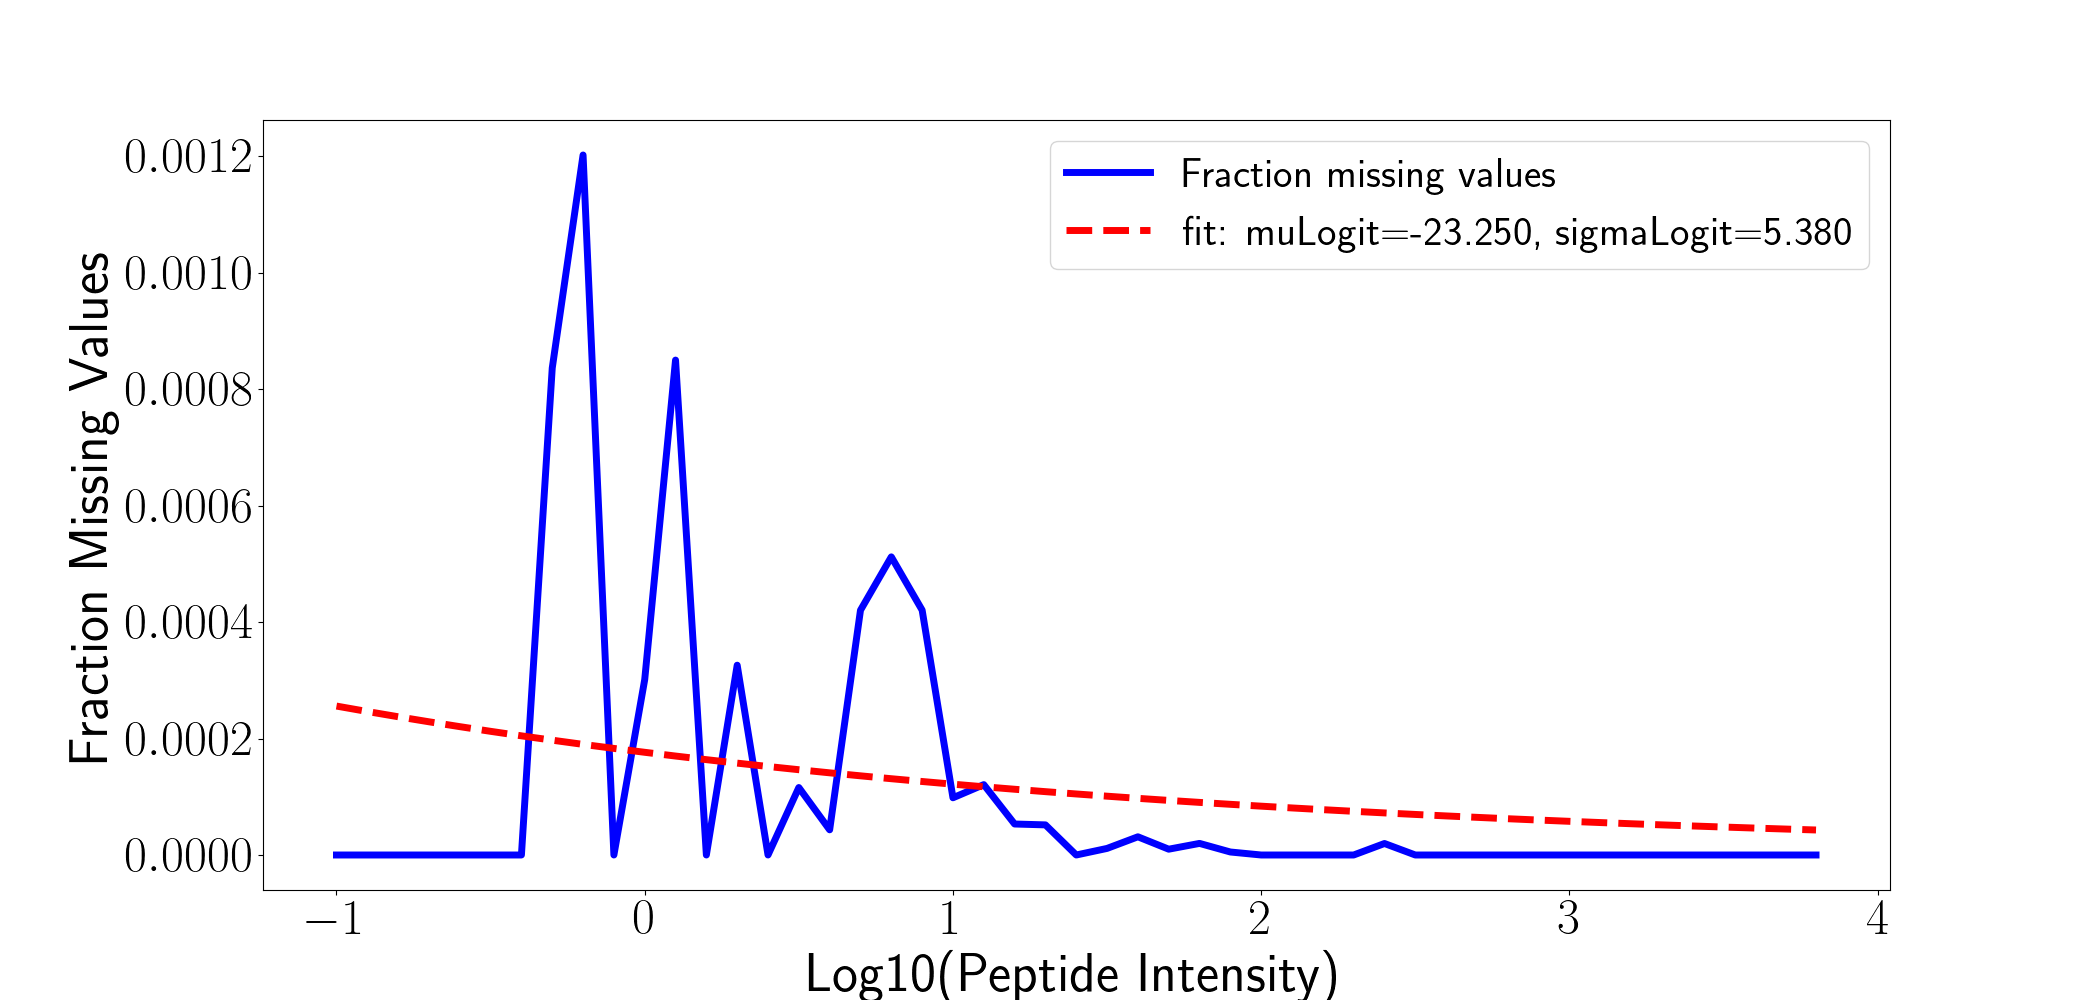 Fraction Missing Values
0.0012
0.0010
0.0008
0.0006
0.0004
0.0002
0.0000
Fraction missing values
fit: muLogit=-23.250, sigmaLogit=5.380
−1 0 1 2 3 4
Log10(Peptide Intensity)